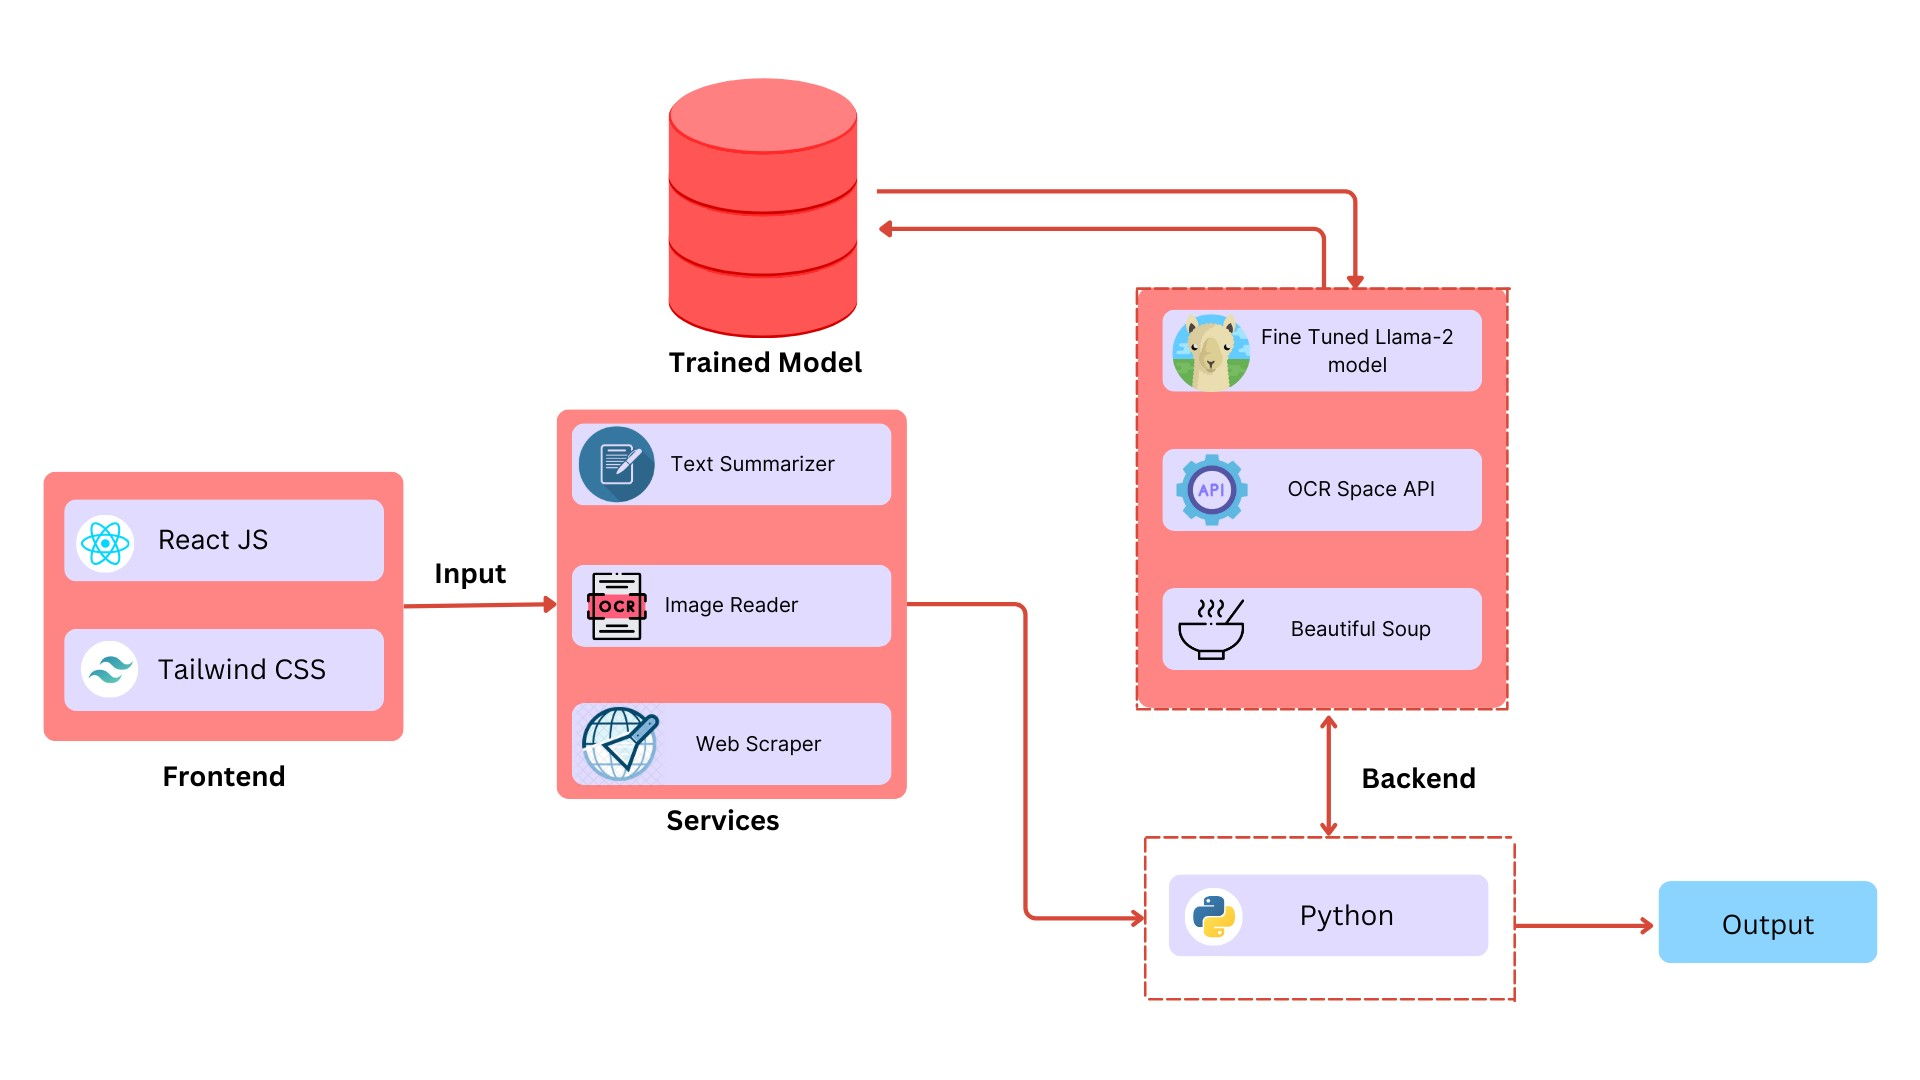 Trained Model
Fine Tuned Llama-2
model
API
OCR Space API
Beautiful Soup
Text Summarizer
OCR
Image Reader
Web Scraper
Services
React JS
Tailwind CSS
Frontend
Input
Backend
Python
Output